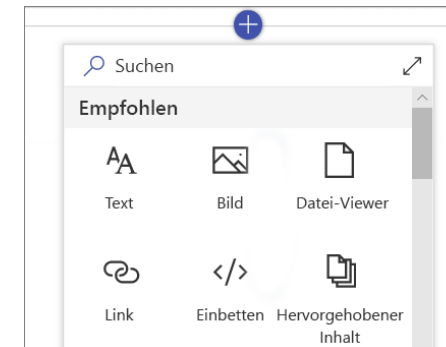 Suchen
Empfohlen
Text Bild Datei-Viewer
Link Einbetten Hervorgehobener
Inhalt